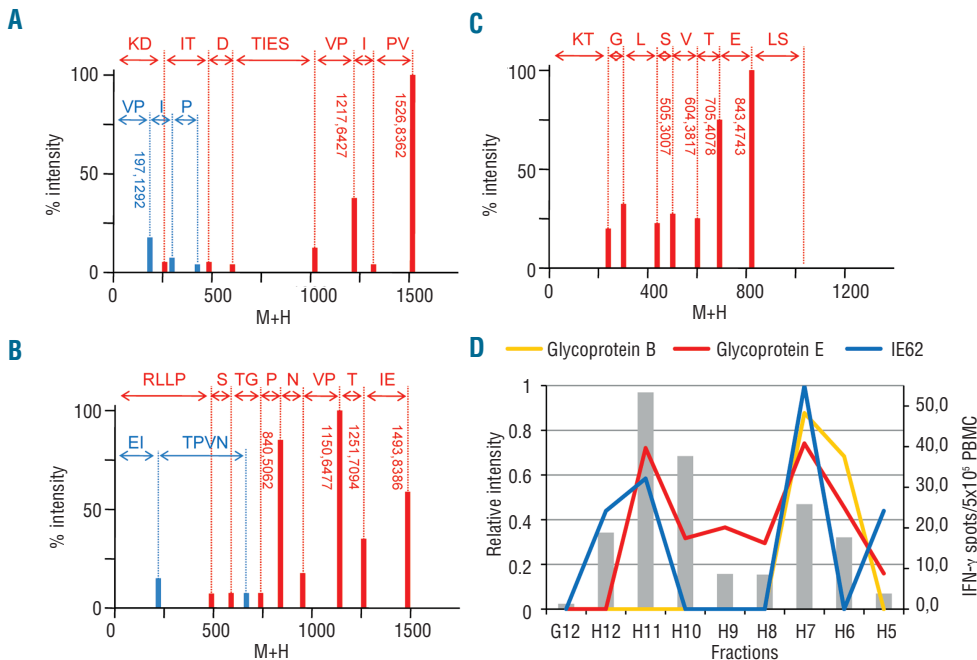 A
KD IT D TIES VP I PV
VP I P
197,1292
1217,6427
1526,8362
% intensity
100
50
0
0 500 1000 1500
M+H
B
RLLP S TG P N VP T IE
EI TPVN
840,5062
1150,6477
1251,7094
1493,8386
% intensity
100
50
0
0 500 1000 1500
M+H
C
KT G L S V T E LS
505,3007
604,3817
705,4078
843,4743
% intensity
100
50
0
0 400 800 1200
M+H
D
Glycoprotein B Glycoprotein E IE62
Relative intensity
1
0.8
0.6
0.4
0.2
0
50,0
40,0
30,0
20,0
10,0
0,0
IFN-γ spots/5x10⁶ PBMC
G12 H12 H11 H10 H9 H8 H7 H6 H5
Fractions